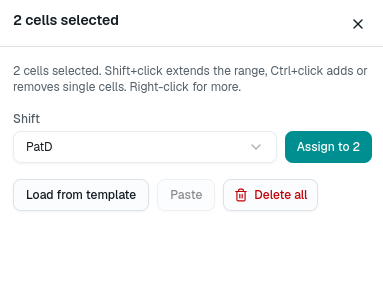 2 cells selected
2 cells selected. Shift+click extends the range, Ctrl+click adds or
removes single cells. Right-click for more.
Shift
PatD
Assign to 2
Load from template
Paste
Delete all